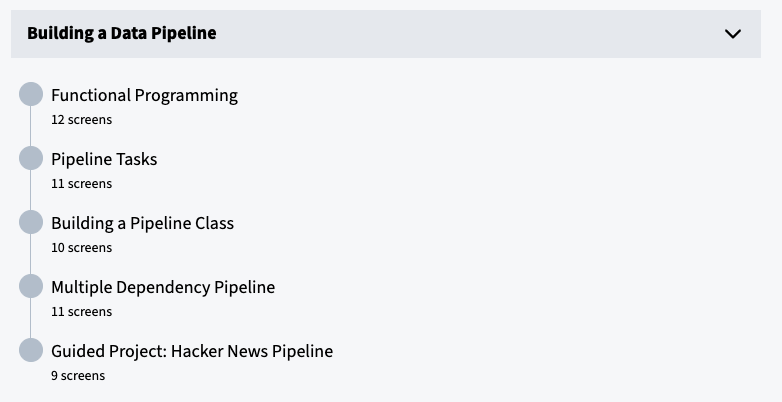 Building a Data Pipeline
Functional Programming
12 screens
Pipeline Tasks
11 screens
Building a Pipeline Class
10 screens
Multiple Dependency Pipeline
11 screens
Guided Project: Hacker News Pipeline
9 screens